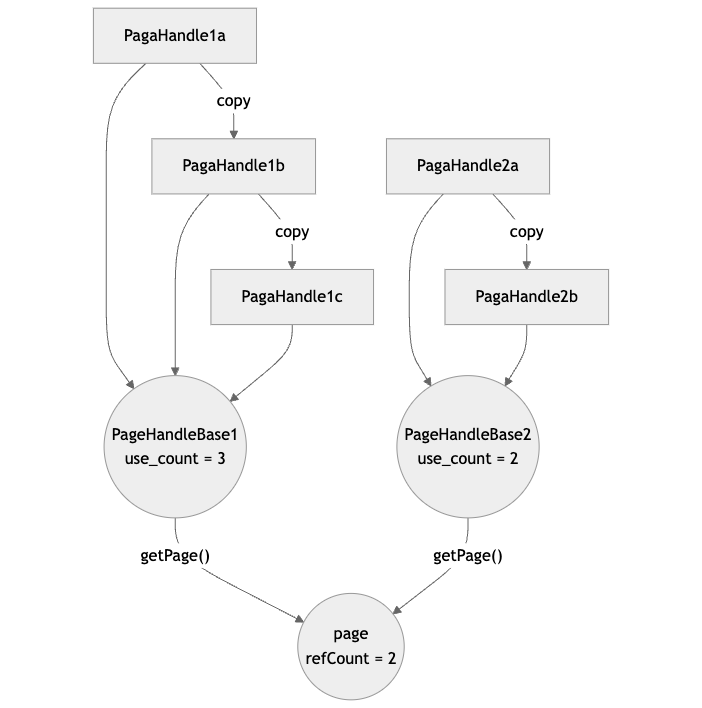 PagaHandle1a
copy
PagaHandle1b
PagaHandle2a
copy
copy
PagaHandle1c
PagaHandle2b
PageHandleBase1
use_count = 3
PageHandleBase2
use_count = 2
getPage()
getPage()
page
refCount = 2